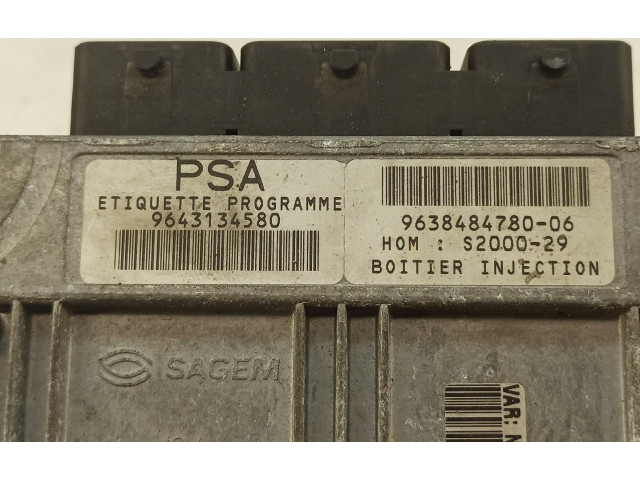 PSA
ETIQUETTE PROGRAMME
9643134580
9638484780-06
HOM : S2000-29
BOITIER INJECTION
SAGEM
VAR: